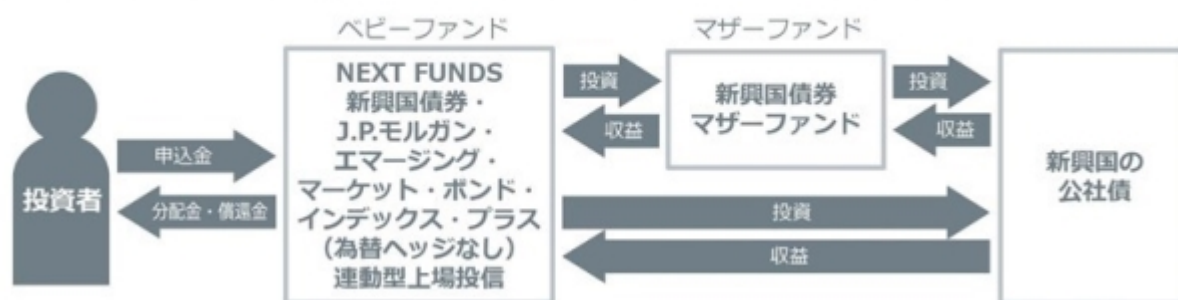 ベビーファンド
マザーファンド
投資者
申込金
分配金・償還金
NEXT FUNDS
新興国債券・
J.P.モルガン・
エマージング・
マーケット・ボンド・
インデックス・プラス
（為替ヘッジなし）
連動型上場投信
投資
収益
新興国債券
マザーファンド
投資
収益
投資
収益
新興国の
公社債